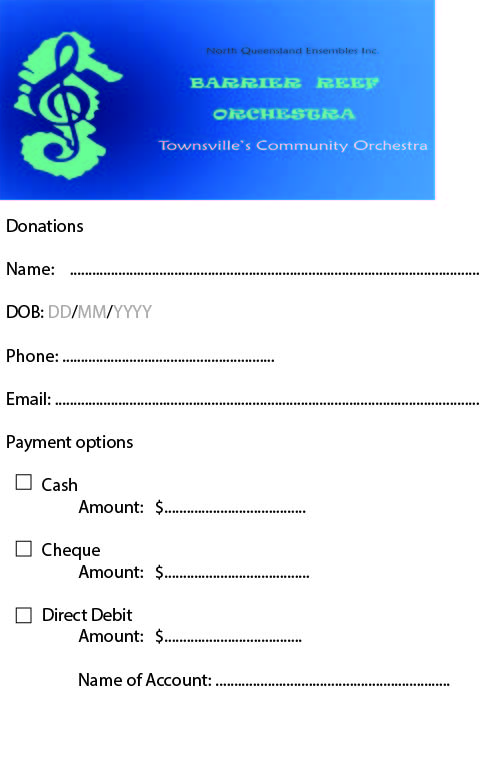 North Queensland Ensembles Inc.
BARRIER REEF
ORCHESTRA
Townsville's Community Orchestra
Donations
Name: ..............................................................................................................
DOB: DD/MM/YYYY
Phone: .........................................................
Email: ..................................................................................................................
Payment options
Cash
Amount: $......................................
Cheque
Amount: $.......................................
Direct Debit
Amount: $.....................................
Name of Account: ...............................................................